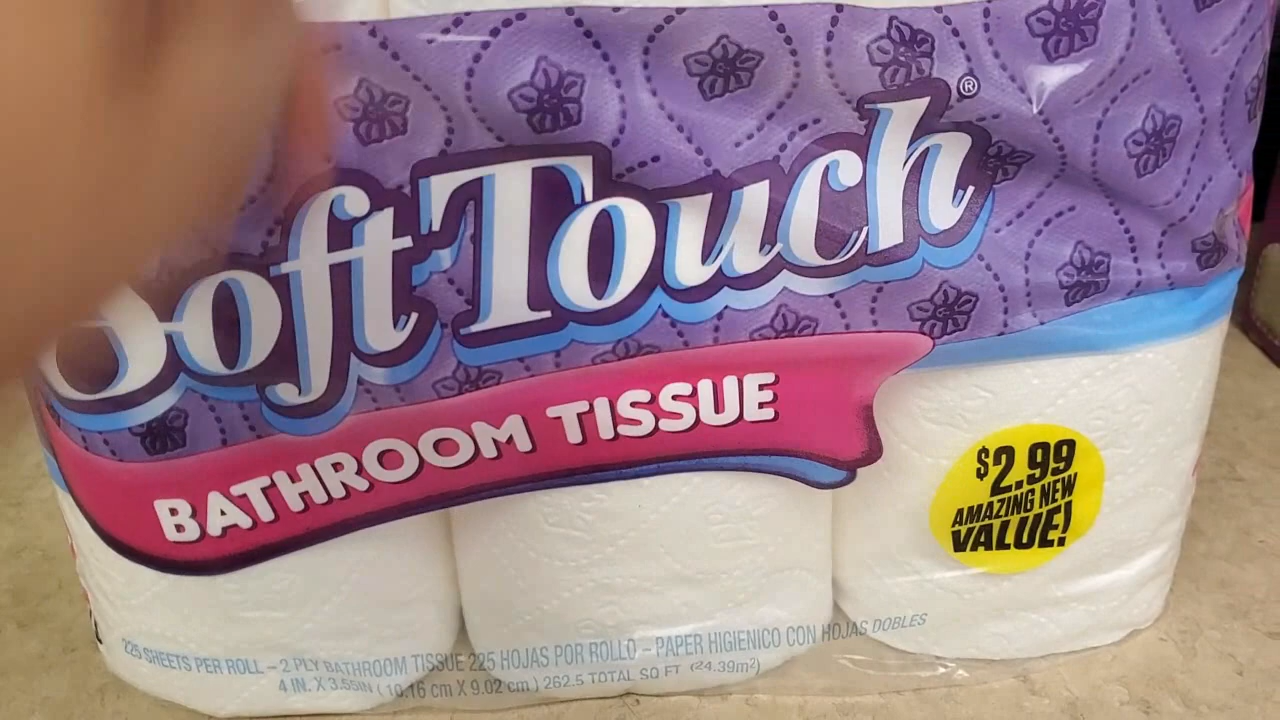 Soft Touch®
BATHROOM TISSUE
$2.99
AMAZING NEW
VALUE!
225 SHEETS PER ROLL – 2 PLY BATHROOM TISSUE 225 HOJAS POR ROLLO – PAPER HIGIENICO CON HOJAS DOBLES
4 IN. X 3.55IN (10.16 cm X 9.02 cm) 262.5 TOTAL SQ FT (24.39m²)